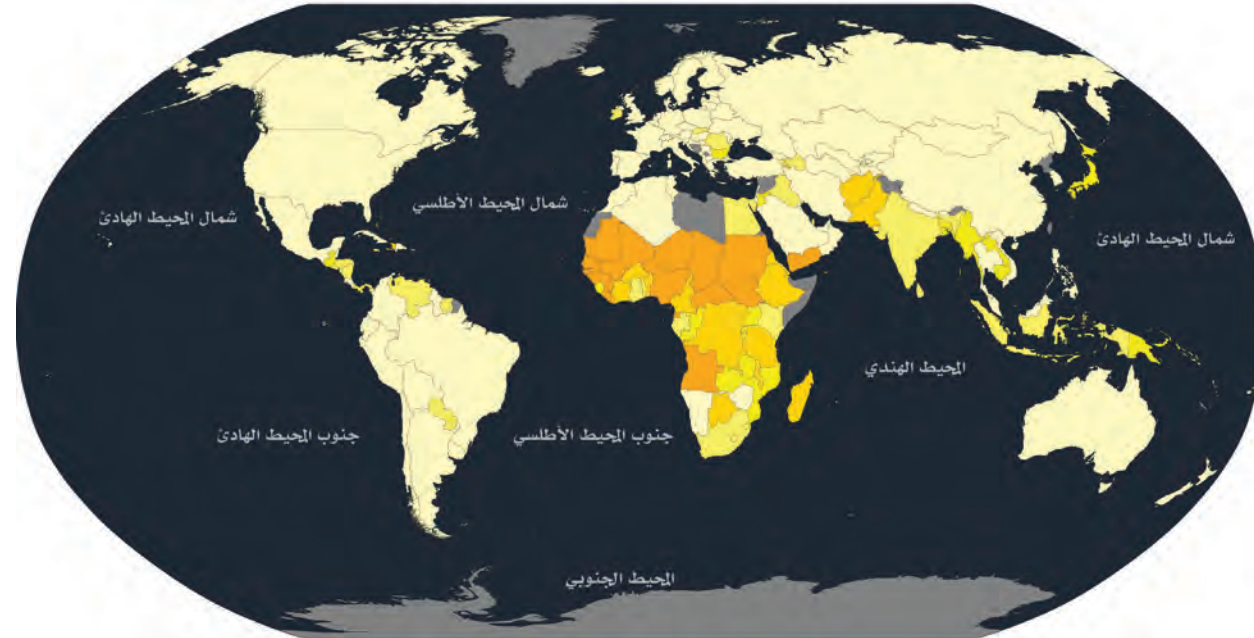 شمال المحيط الهادئ
شمال المحيط الأطلسي
شمال المحيط الهادئ
المحيط الهندي
جنوب المحيط الهادئ
جنوب المحيط الأطلسي
المحيط الجنوبي